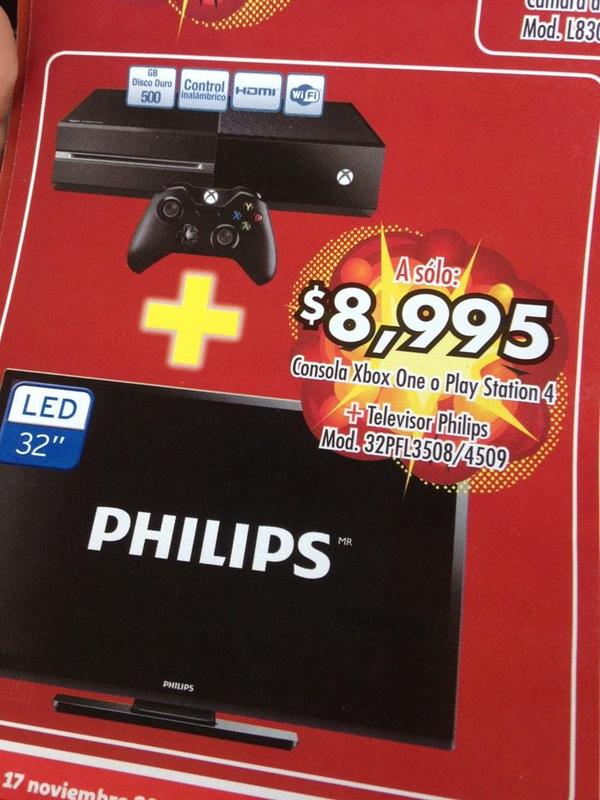 Mod. L830
GB
Disco Duro
500
Control
Inalámbrico
HDMI
WiFi
A sólo:
$8,995
Consola Xbox One o Play Station 4
+ Televisor Philips
Mod. 32PFL3508/4509
LED
32"
PHILIPS MR
PHILIPS
17 noviembre